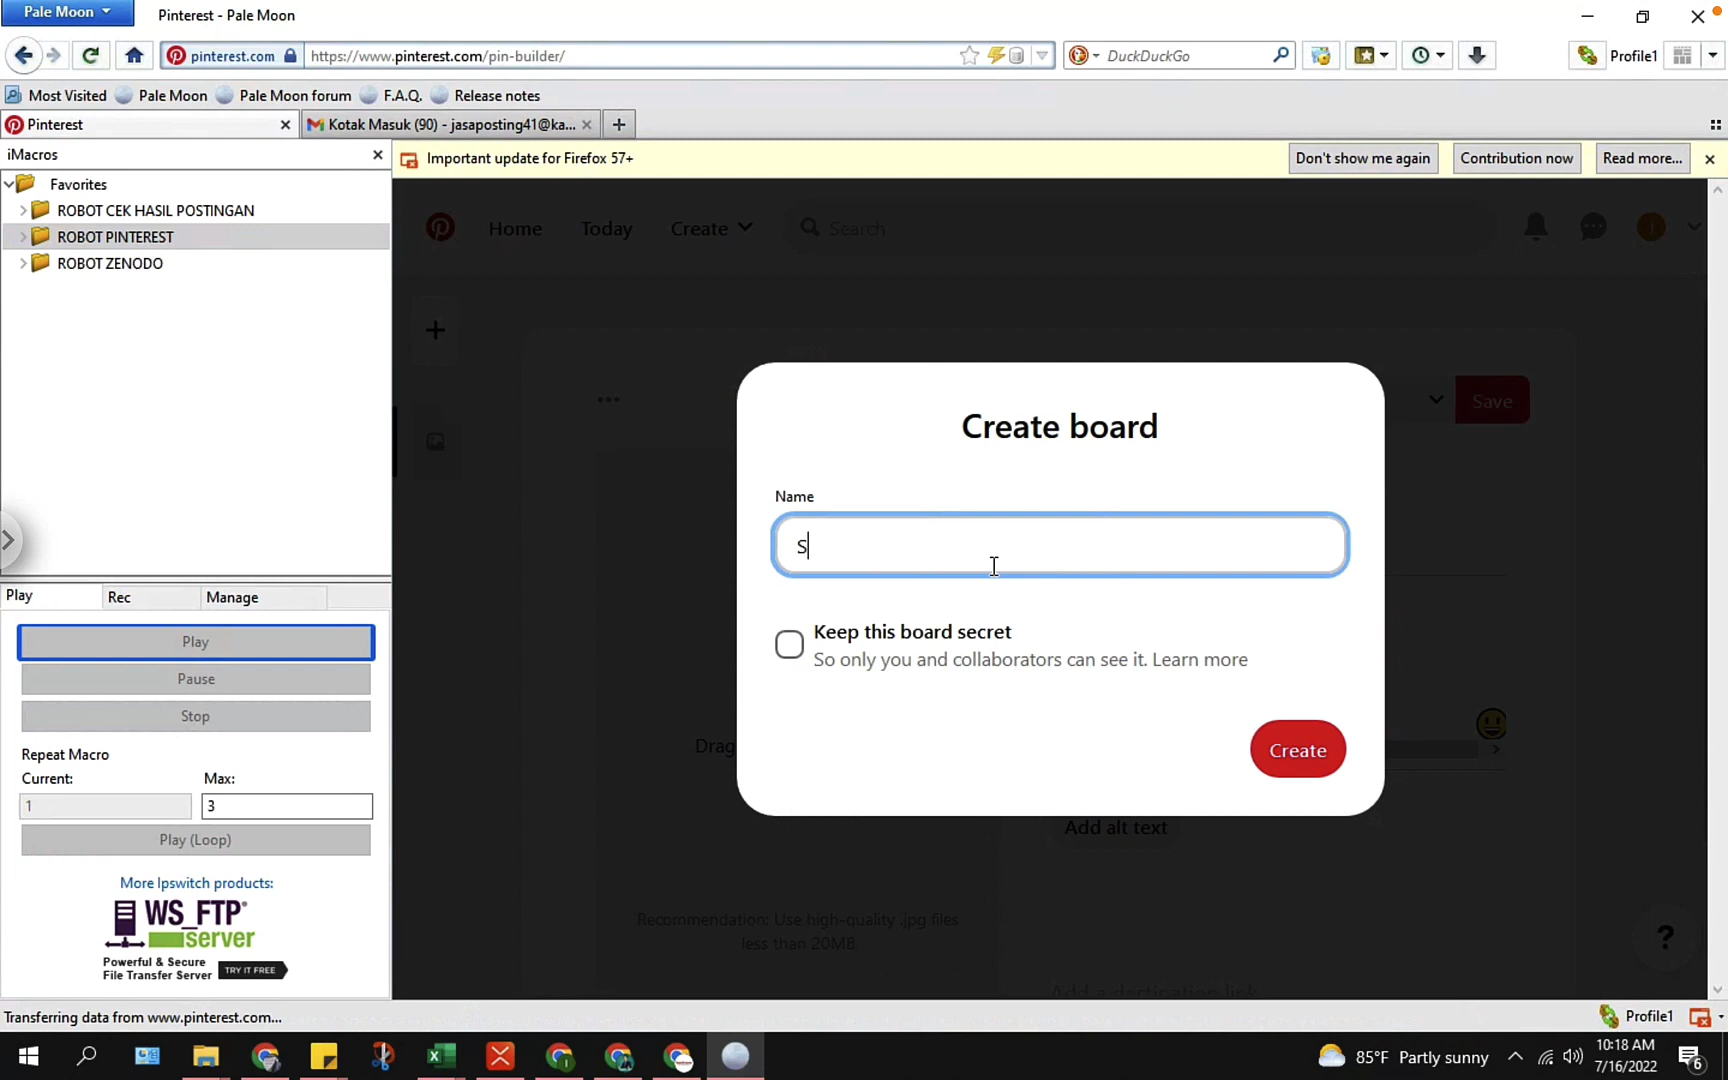 Pale Moon
Pinterest - Pale Moon
pinterest.com
https://www.pinterest.com/pin-builder/
DuckDuckGo
Profile1
Most Visited
Pale Moon
Pale Moon forum
F.A.Q.
Release notes
Pinterest
Kotak Masuk (90) - jasaposting41@ka...
iMacros
Important update for Firefox 57+
Don't show me again
Contribution now
Read more...
Favorites
ROBOT CEK HASIL POSTINGAN
ROBOT PINTEREST
ROBOT ZENODO
Home
Today
Create
Search
Save
Create board
Name
S
Keep this board secret
So only you and collaborators can see it. Learn more
Create
Drag
Add alt text
Recommendation: Use high-quality .jpg files
less than 20MB
Add a destination link
?
Play
Rec
Manage
Play
Pause
Stop
Repeat Macro
Current:
Max:
1
3
Play (Loop)
More Ipswitch products:
WS_FTP
server
Powerful & Secure
File Transfer Server
TRY IT FREE
Transferring data from www.pinterest.com...
Profile1
85°F Partly sunny
10:18 AM
7/16/2022
6